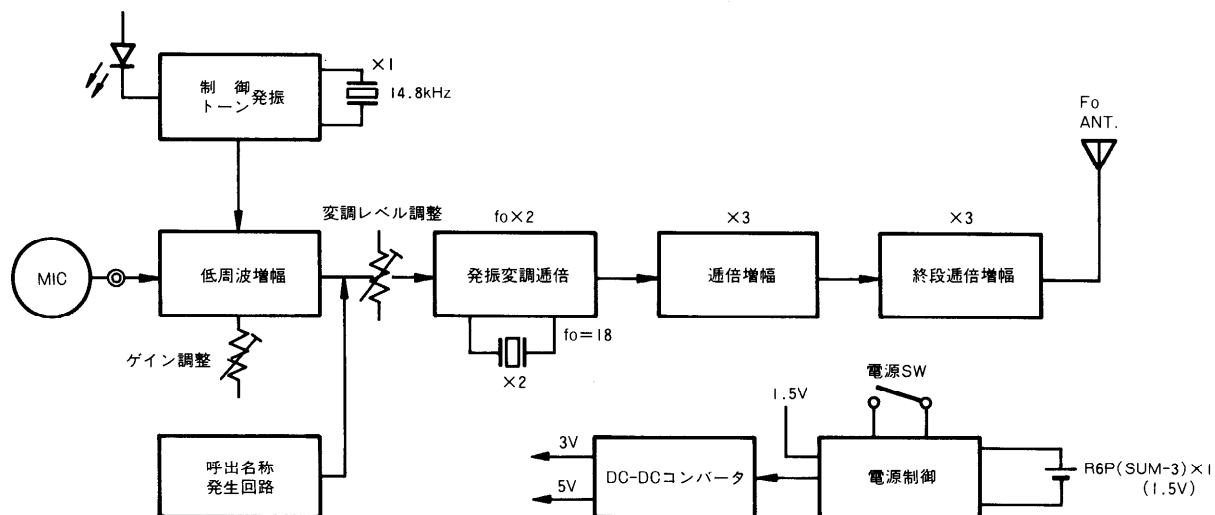 ×1
制御
トーン発振
14.8kHz
Fo
ANT.
変調レベル調整
fo×2
×3
×3
MIC
低周波増幅
発振変調逓倍
逓倍増幅
終段逓倍増幅
ゲイン調整
fo=18
×2
電源SW
1.5V
呼出名称
発生回路
3V
5V
DC-DCコンバータ
電源制御
R6P(SUM-3)×1
(1.5V)